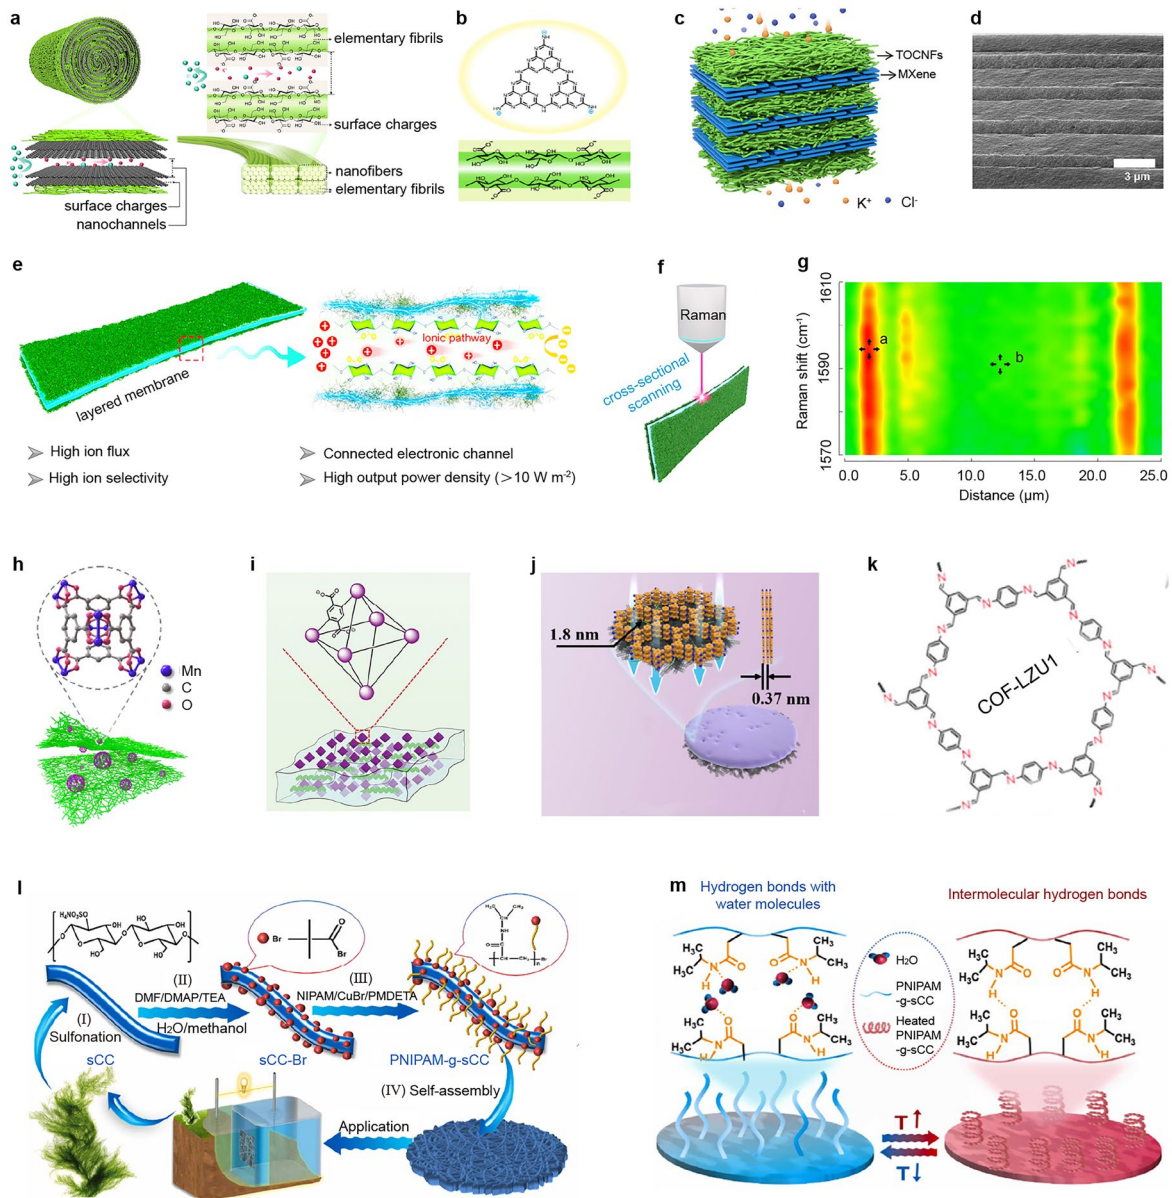 a
elementary fibrils
surface charges
nanofibers
elementary fibrils
surface charges
nanochannels
b
c
TOCNFs
MXene
K⁺
Cl⁻
d
3 μm
e
layered membrane
Ionic pathway
High ion flux
High ion selectivity
Connected electronic channel
High output power density (>10 W m⁻²)
f
Raman
cross-sectional
scanning
g
Raman shift (cm⁻¹)
1610
1590
1570
a
b
0.0
5.0
10.0
15.0
20.0
25.0
Distance (μm)
h
Mn
C
O
i
j
1.8 nm
0.37 nm
k
COF-LZU1
l
H₄NO₃SO
(I)
Sulfonation
sCC
(II)
DMF/DMAP/TEA
H₂O/methanol
Br
O
Br
sCC-Br
(III)
NIPAM/CuBr/PMDETA
PNIPAM-g-sCC
(IV) Self-assembly
Application
m
Hydrogen bonds with
water molecules
Intermolecular hydrogen bonds
H₂O
PNIPAM
-g-sCC
Heated
PNIPAM
-g-sCC
T↑
T↓